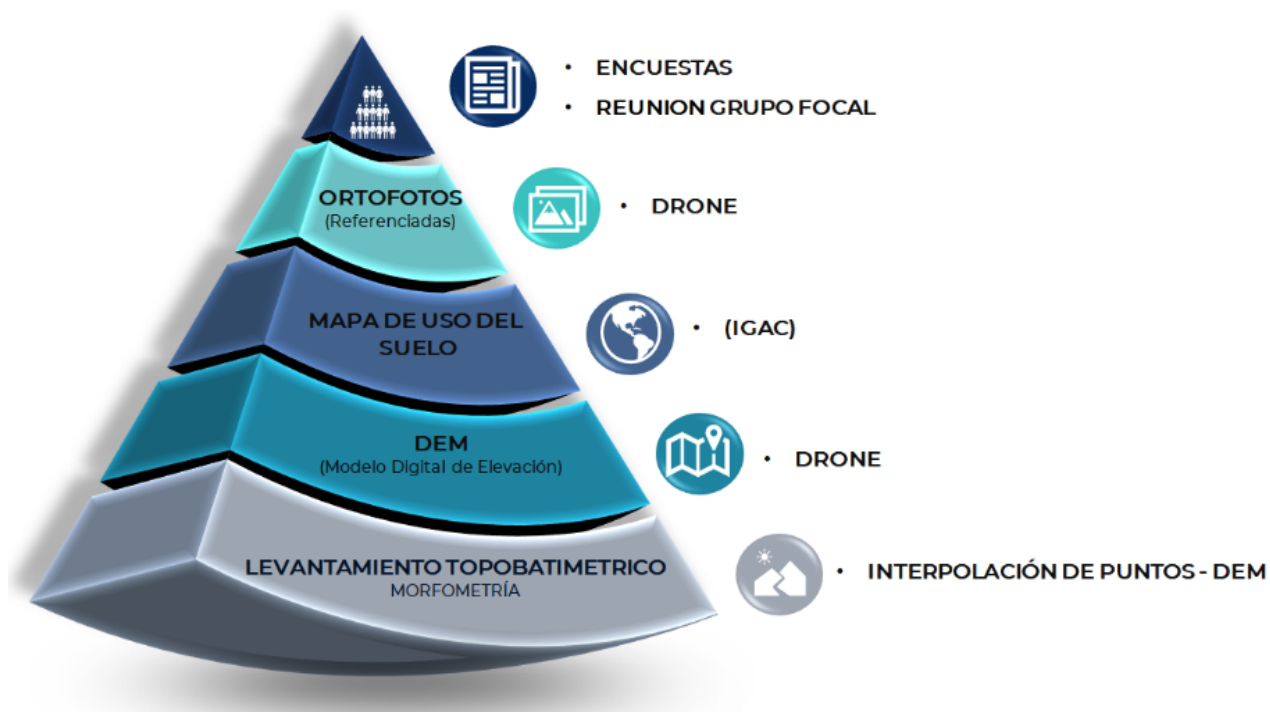 • ENCUESTAS
• REUNION GRUPO FOCAL
ORTOFOTOS
(Referenciadas)
• DRONE
MAPA DE USO DEL
SUELO
• (IGAC)
DEM
(Modelo Digital de Elevación)
• DRONE
LEVANTAMIENTO TOPOBATIMETRICO
MORFOMETRÍA
• INTERPOLACIÓN DE PUNTOS - DEM